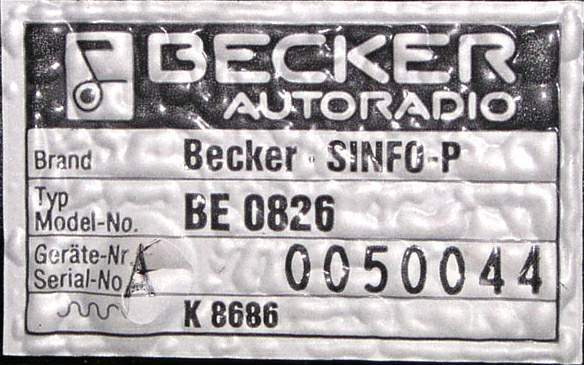 BECKER
AUTORADIO
Brand Becker SINFO-P
Typ
Model-No. BE 0826
Geräte-Nr.
Serial-No A 0050044
K 8686